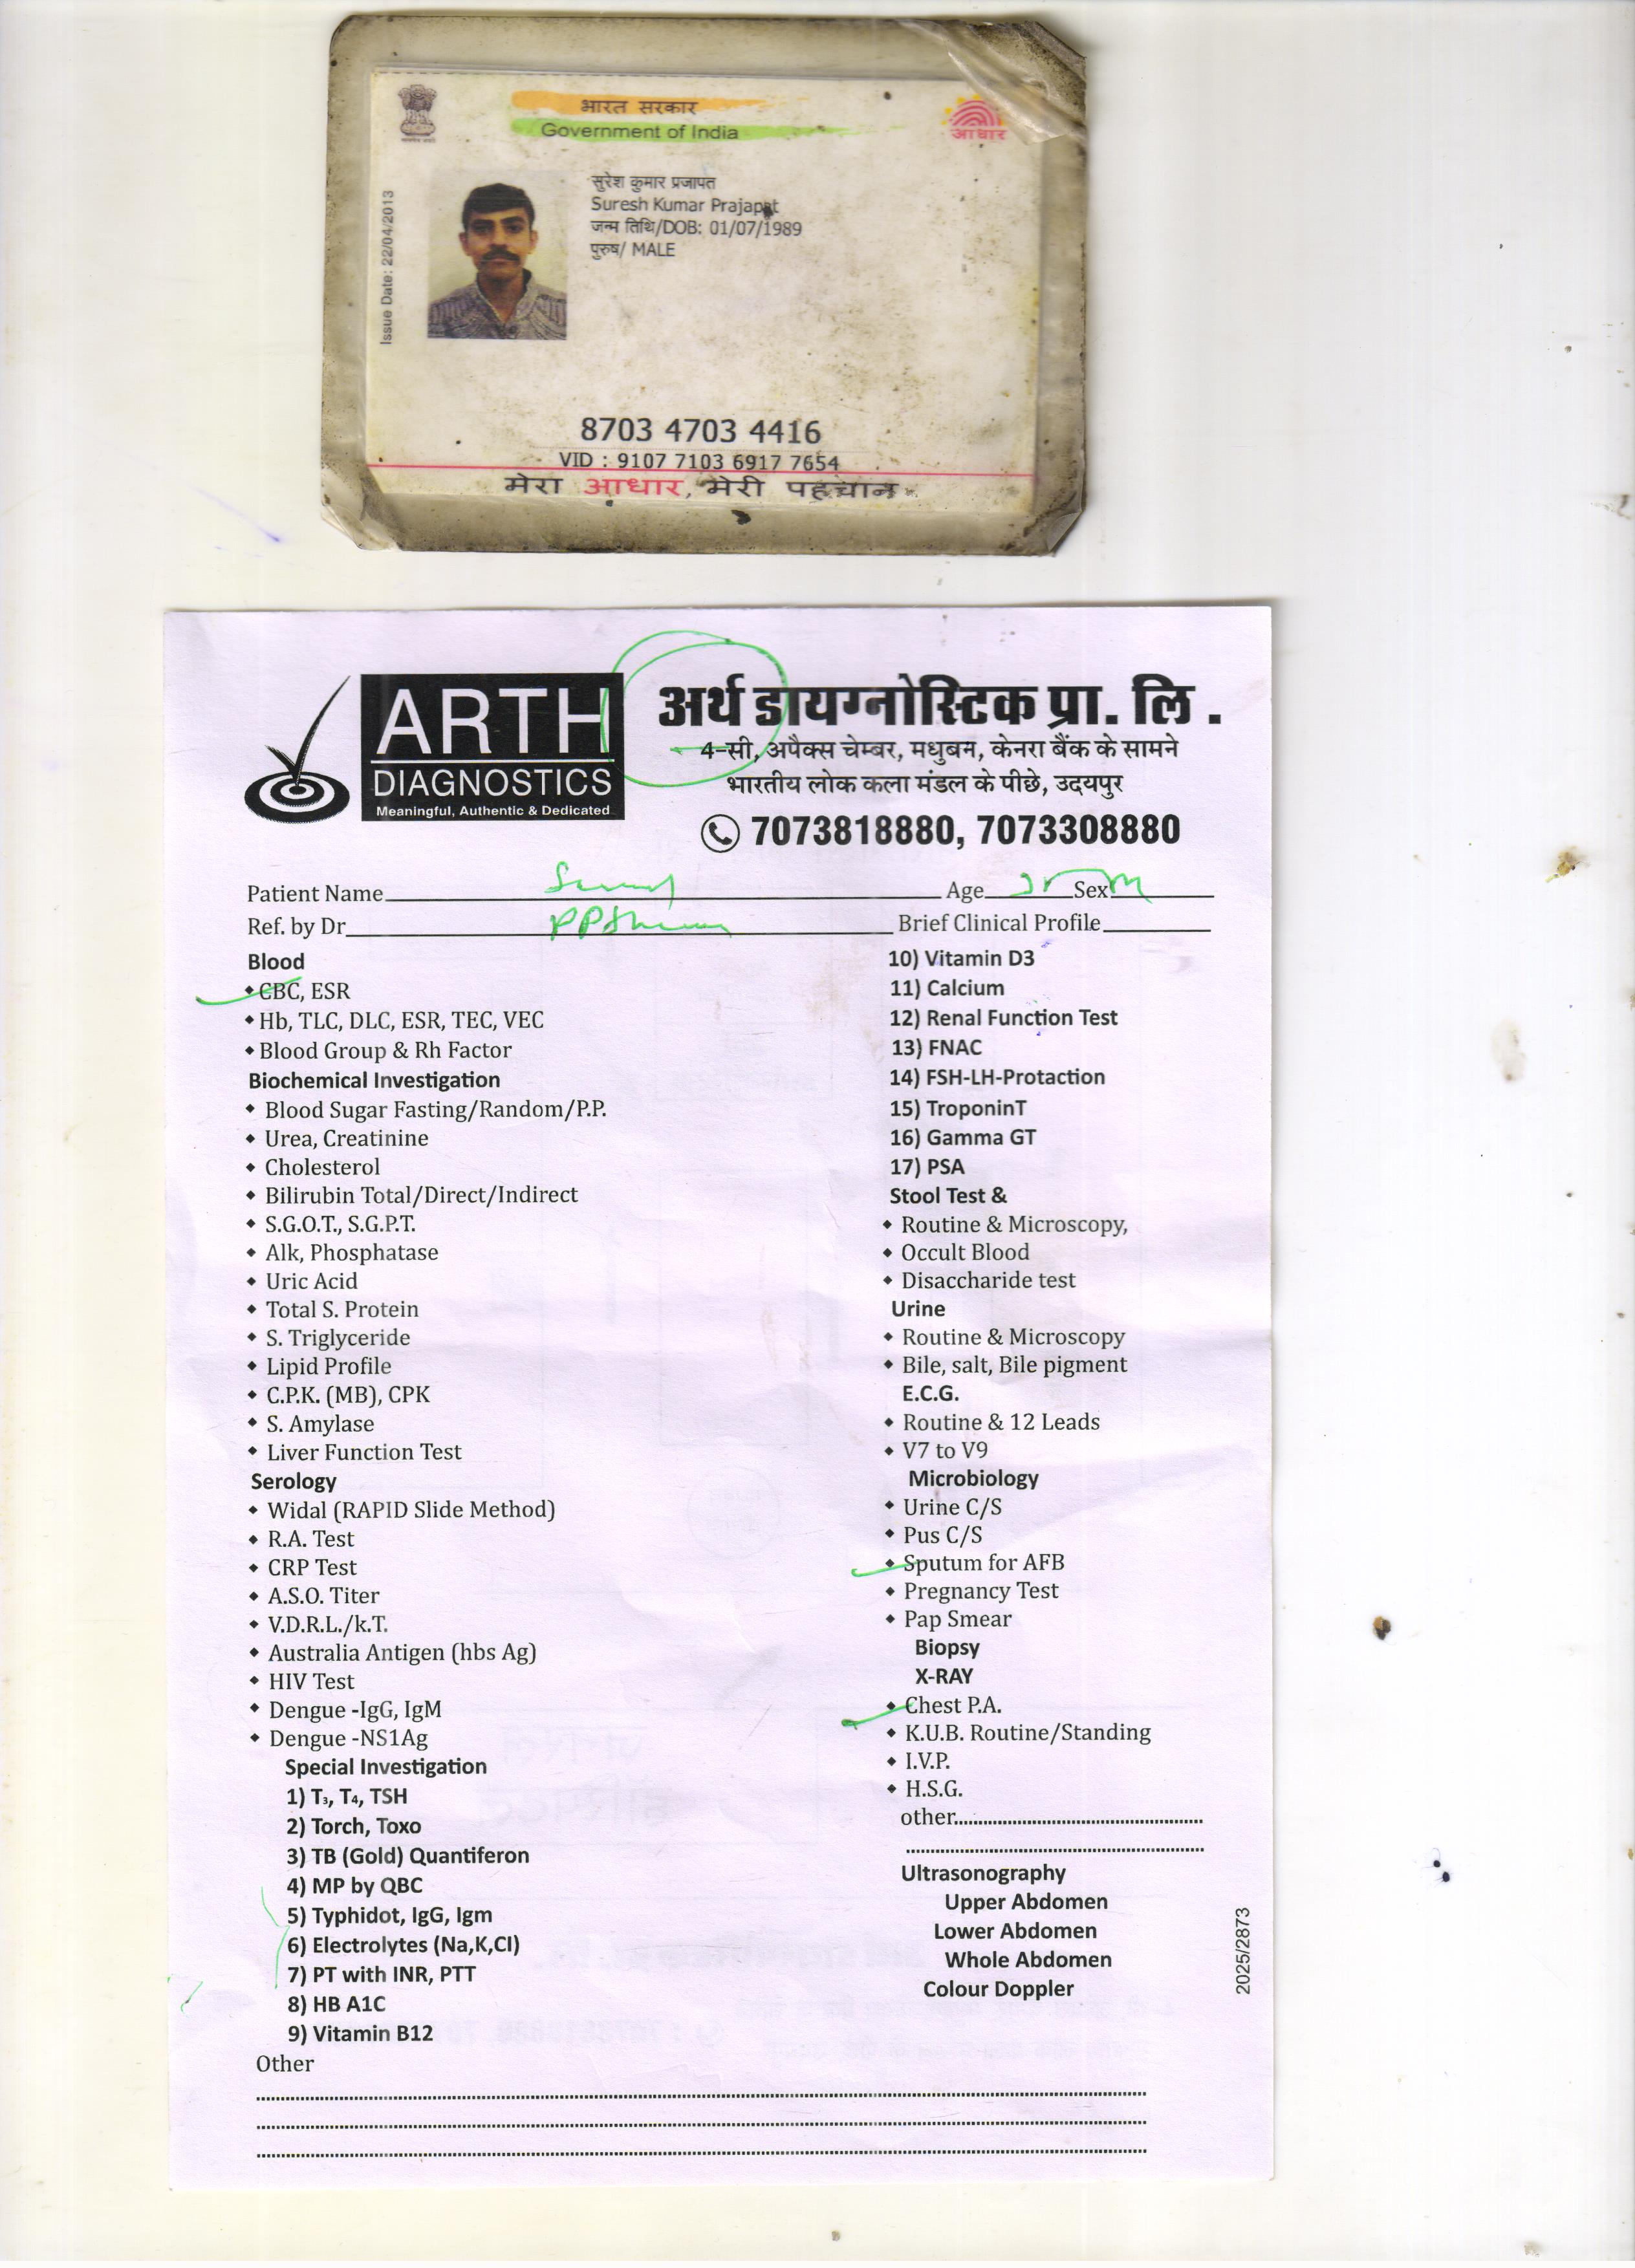 भारत सरकार
Government of India
आधार
Issue Date: 22/04/2013
सुरेश कुमार प्रजापत
Suresh Kumar Prajapat
जन्म तिथि/DOB: 01/07/1989
पुरुष/ MALE
8703 4703 4416
VID : 9107 7103 6917 7654
मेरा आधार, मेरी पहचान
ARTH
DIAGNOSTICS
Meaningful, Authentic & Dedicated
अर्थ डायग्नोस्टिक प्रा. लि .
4-सी, अपैक्स चेम्बर, मधुबन, केनरा बैंक के सामने
भारतीय लोक कला मंडल के पीछे, उदयपुर
7073818880, 7073308880
Patient Name Age Sex M
Ref. by Dr Brief Clinical Profile
Blood
CBC, ESR
Hb, TLC, DLC, ESR, TEC, VEC
Blood Group & Rh Factor
Biochemical Investigation
Blood Sugar Fasting/Random/P.P.
Urea, Creatinine
Cholesterol
Bilirubin Total/Direct/Indirect
S.G.O.T., S.G.P.T.
Alk, Phosphatase
Uric Acid
Total S. Protein
S. Triglyceride
Lipid Profile
C.P.K. (MB), CPK
S. Amylase
Liver Function Test
Serology
Widal (RAPID Slide Method)
R.A. Test
CRP Test
A.S.O. Titer
V.D.R.L./k.T.
Australia Antigen (hbs Ag)
HIV Test
Dengue -IgG, IgM
Dengue -NS1Ag
Special Investigation
1) T3, T4, TSH
2) Torch, Toxo
3) TB (Gold) Quantiferon
4) MP by QBC
5) Typhidot, IgG, Igm
6) Electrolytes (Na,K,Cl)
7) PT with INR, PTT
8) HB A1C
9) Vitamin B12
Other
10) Vitamin D3
11) Calcium
12) Renal Function Test
13) FNAC
14) FSH-LH-Protaction
15) TroponinT
16) Gamma GT
17) PSA
Stool Test &
Routine & Microscopy,
Occult Blood
Disaccharide test
Urine
Routine & Microscopy
Bile, salt, Bile pigment
E.C.G.
Routine & 12 Leads
V7 to V9
Microbiology
Urine C/S
Pus C/S
Sputum for AFB
Pregnancy Test
Pap Smear
Biopsy
X-RAY
Chest P.A.
K.U.B. Routine/Standing
I.V.P.
H.S.G.
other
Ultrasonography
Upper Abdomen
Lower Abdomen
Whole Abdomen
Colour Doppler
2025/2873